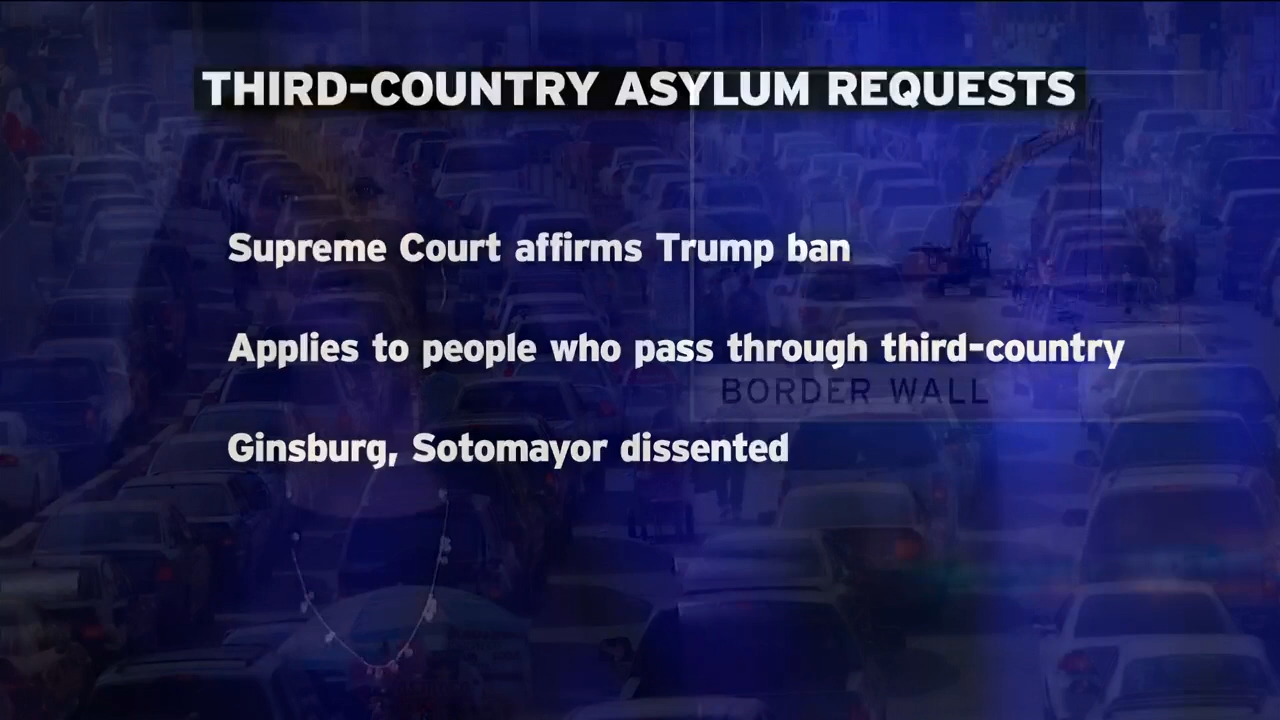 THIRD-COUNTRY ASYLUM REQUESTS
Supreme Court affirms Trump ban
Applies to people who pass through third-country
BORDER WALL
Ginsburg, Sotomayor dissented